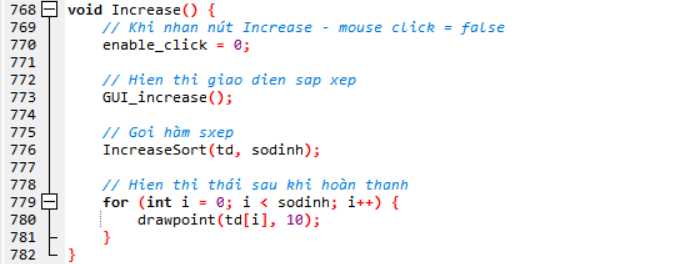 768 void Increase() {
769 // Khi nhan nút Increase - mouse click = false
770 enable_click = 0;
771
772 // Hien thi giao dien sap xep
773 GUI_increase();
774
775 // Goi hàm sxep
776 IncreaseSort(td, sodinh);
777
778 // Hien thi thái sau khi hoàn thanh
779 for (int i = 0; i < sodinh; i++) {
780 drawpoint(td[i], 10);
781 }
782 }